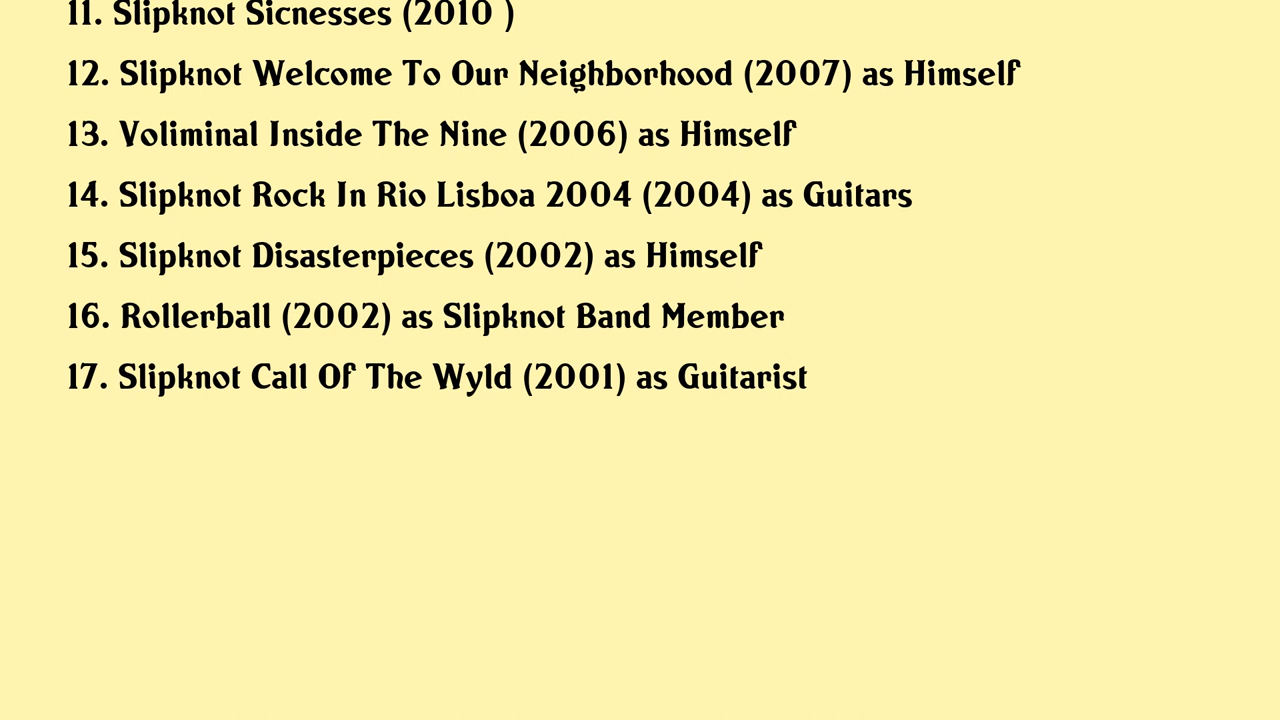 11. Slipknot Sicnesses (2010 )
12. Slipknot Welcome To Our Neighborhood (2007) as Himself
13. Voliminal Inside The Nine (2006) as Himself
14. Slipknot Rock In Rio Lisboa 2004 (2004) as Guitars
15. Slipknot Disasterpieces (2002) as Himself
16. Rollerball (2002) as Slipknot Band Member
17. Slipknot Call Of The Wyld (2001) as Guitarist